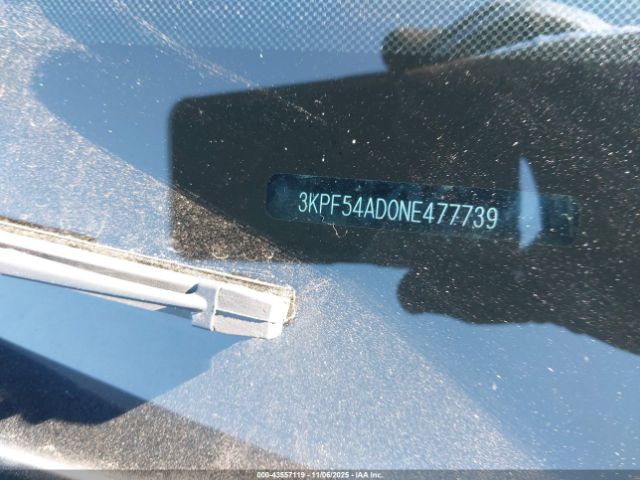 3KPF54AD0NE477739
000-43557119 - 11/06/2025 - IAA Inc.